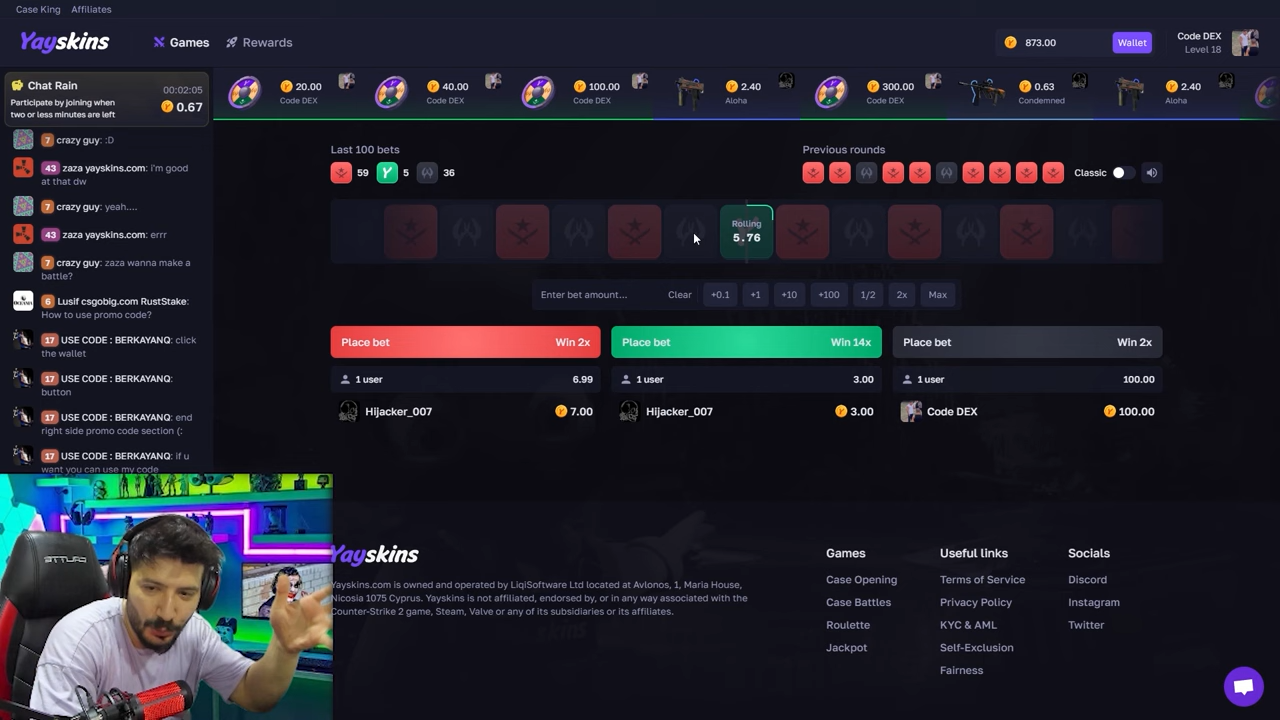 Case King Affiliates
Yayskins
Games
Rewards
873.00
Wallet
Code DEX
Level 18
Chat Rain
00:02:05
Participate by joining when
two or less minutes are left
0.67
20.00
Code DEX
40.00
Code DEX
100.00
Code DEX
2.40
Aloha
300.00
Code DEX
0.63
Condemned
2.40
Aloha
7 crazy guy: :D
43 zaza yayskins.com: i'm good
at that dw
7 crazy guy: yeah....
43 zaza yayskins.com: errr
7 crazy guy: zaza wanna make a
battle?
6 Lusif csgobig.com RustStake:
How to use promo code?
17 USE CODE : BERKAYANQ: click
the wallet
17 USE CODE : BERKAYANQ:
button
17 USE CODE : BERKAYANQ: end
right side promo code section (:
17 USE CODE : BERKAYANQ: if u
want you can use my code
Last 100 bets
59 5 36
Previous rounds
Classic
Rolling
5.76
Enter bet amount... Clear +0.1 +1 +10 +100 1/2 2x Max
Place bet Win 2x
Place bet Win 14x
Place bet Win 2x
1 user 6.99
1 user 3.00
1 user 100.00
Hijacker_007 7.00
Hijacker_007 3.00
Code DEX 100.00
Yayskins
Yayskins.com is owned and operated by LiqiSoftware Ltd located at Avlonos, 1, Maria House,
Nicosia 1075 Cyprus. Yayskins is not affiliated, endorsed by, or in any way associated with the
Counter-Strike 2 game, Steam, Valve or any of its subsidiaries or its affiliates.
Games
Case Opening
Case Battles
Roulette
Jackpot
Useful links
Terms of Service
Privacy Policy
KYC & AML
Self-Exclusion
Fairness
Socials
Discord
Instagram
Twitter